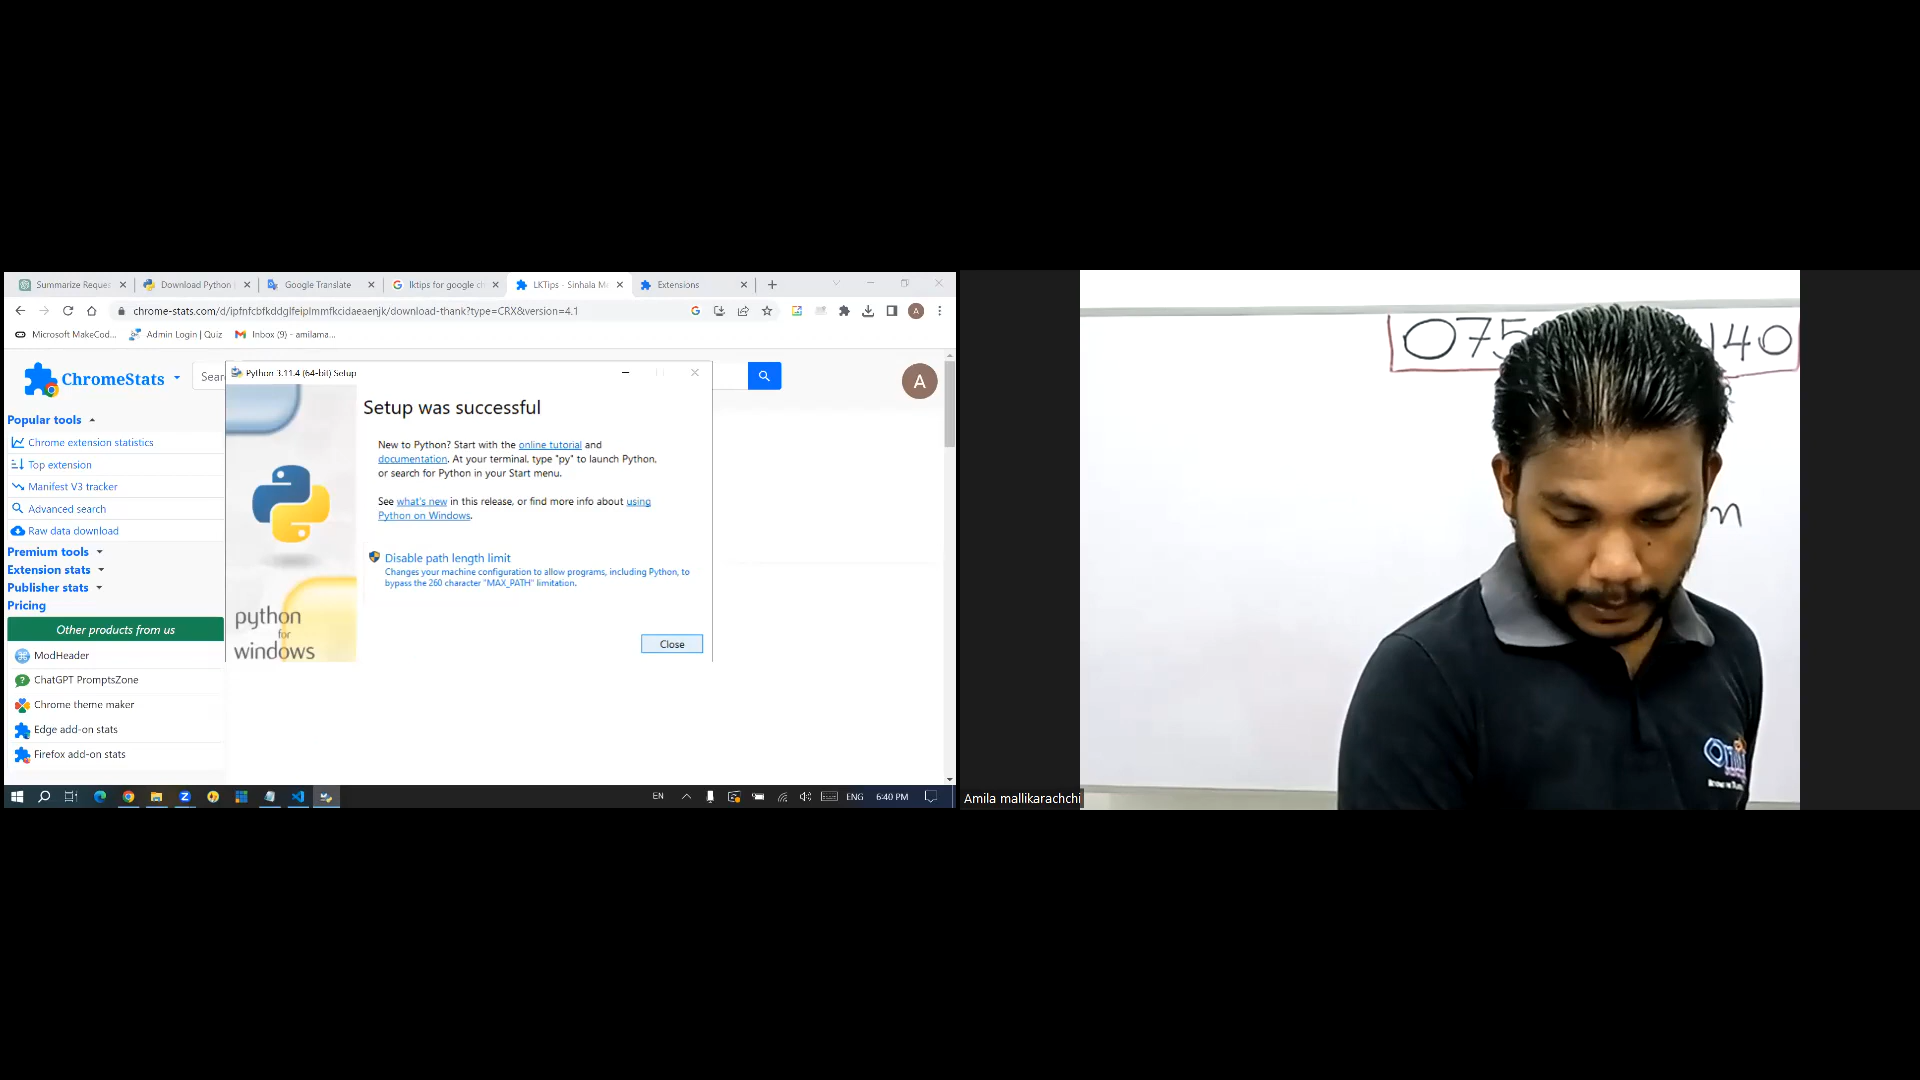 Summarize Reques
Download Python
Google Translate
lktips for google ch
LKTips - Sinhala Me
Extensions
chrome-stats.com/d/ipfnfcbfkddglfeiplmmfkcidaeaenjk/download-thank?type=CRX&version=4.1
Microsoft MakeCod...
Admin Login | Quiz
Inbox (9) - amilama...
ChromeStats
Sear
A
Popular tools
Chrome extension statistics
Top extension
Manifest V3 tracker
Advanced search
Raw data download
Premium tools
Extension stats
Publisher stats
Pricing
Other products from us
ModHeader
ChatGPT PromptsZone
Chrome theme maker
Edge add-on stats
Firefox add-on stats
Python 3.11.4 (64-bit) Setup
Setup was successful
New to Python? Start with the online tutorial and
documentation. At your terminal, type "py" to launch Python,
or search for Python in your Start menu.
See what's new in this release, or find more info about using
Python on Windows.
Disable path length limit
Changes your machine configuration to allow programs, including Python, to
bypass the 260 character "MAX_PATH" limitation.
python
for
windows
Close
EN
ENG
6:40 PM
075
140
n
Amila mallikarachchi